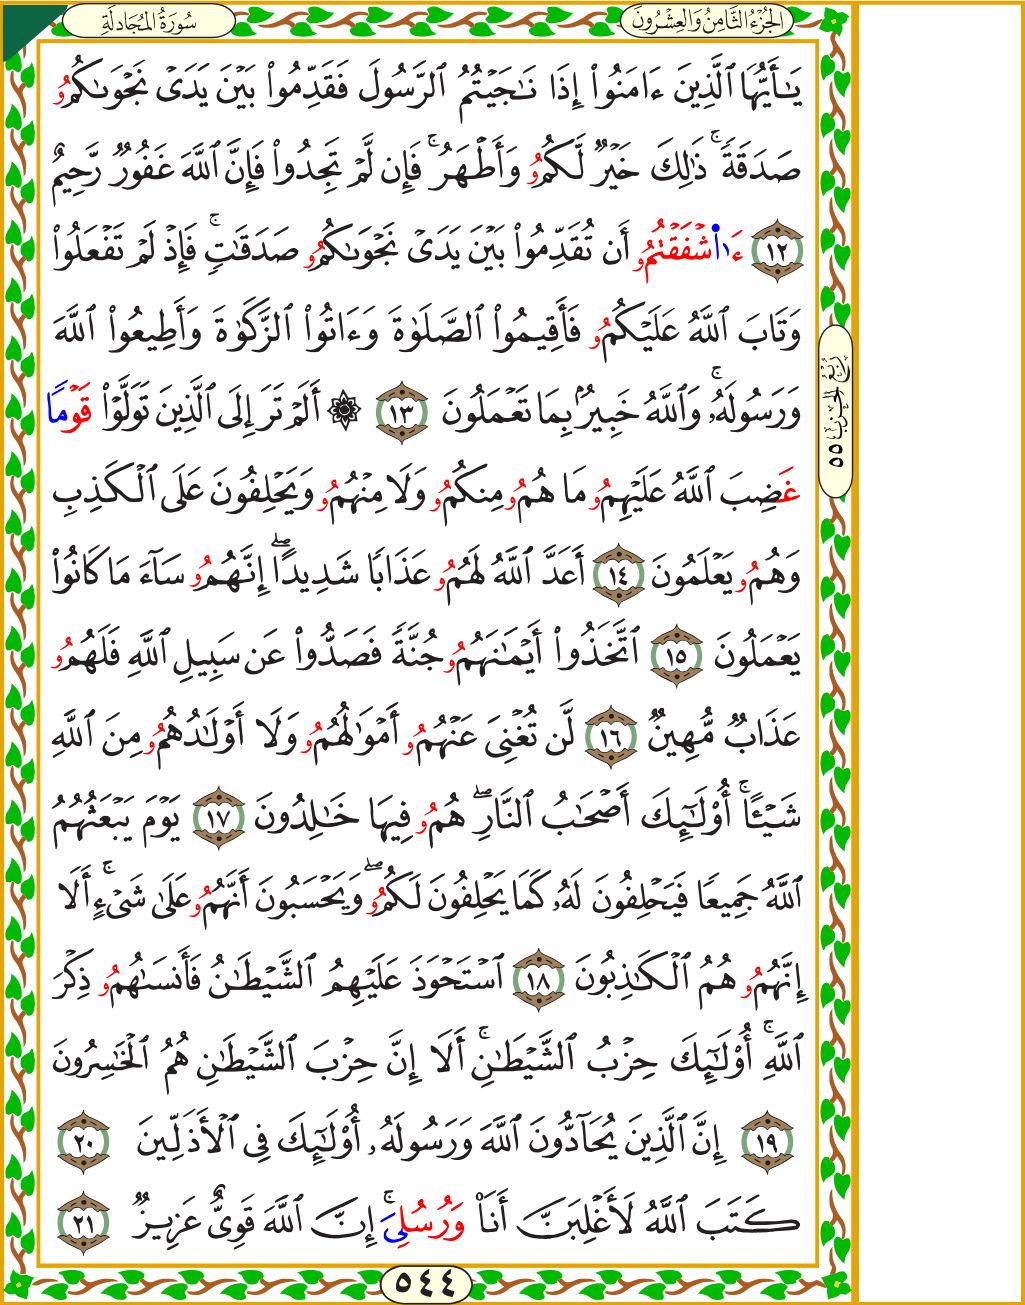 الجُزْءُ الثَّامِنُ وَالعِشْرُونَ
سُورَةُ المُجَادلَةِ
يَٰٓأَيُّهَا ٱلَّذِينَ ءَامَنُوٓا۟ إِذَا نَٰجَيْتُمُ ٱلرَّسُولَ فَقَدِّمُوا۟ بَيْنَ يَدَىْ نَجْوَىٰكُمُۥ
صَدَقَةً ۚ ذَٰلِكَ خَيْرٌ لَّكُمُۥ وَأَطْهَرُ ۚ فَإِن لَّمْ تَجِدُوا۟ فَإِنَّ ٱللَّهَ غَفُورٌ رَّحِيمٌ
١٢ ءَا۬شْفَقْتُمُۥ أَن تُقَدِّمُوا۟ بَيْنَ يَدَىْ نَجْوَىٰكُمُۥ صَدَقَٰتٍ ۚ فَإِذْ لَمْ تَفْعَلُوا۟
وَتَابَ ٱللَّهُ عَلَيْكُمُۥ فَأَقِيمُوا۟ ٱلصَّلَوٰةَ وَءَاتُوا۟ ٱلزَّكَوٰةَ وَأَطِيعُوا۟ ٱللَّهَ
وَرَسُولَهُۥ ۚ وَٱللَّهُ خَبِيرٌۢ بِمَا تَعْمَلُونَ ١٣ ۞ أَلَمْ تَرَ إِلَى ٱلَّذِينَ تَوَلَّوْا۟ قَوْمًا
غَضِبَ ٱللَّهُ عَلَيْهِمُۥ مَا هُمُۥ مِنكُمُۥ وَلَا مِنْهُمُۥ وَيَحْلِفُونَ عَلَى ٱلْكَذِبِ
وَهُمُۥ يَعْلَمُونَ ١٤ أَعَدَّ ٱللَّهُ لَهُمُۥ عَذَابًا شَدِيدًا ۖ إِنَّهُمُۥ سَآءَ مَا كَانُوا۟
يَعْمَلُونَ ١٥ ٱتَّخَذُوٓا۟ أَيْمَٰنَهُمُۥ جُنَّةً فَصَدُّوا۟ عَن سَبِيلِ ٱللَّهِ فَلَهُمُۥ
عَذَابٌ مُّهِينٌ ١٦ لَّن تُغْنِىَ عَنْهُمُۥ أَمْوَٰلُهُمُۥ وَلَآ أَوْلَٰدُهُمُۥ مِنَ ٱللَّهِ
شَيْـًٔا ۚ أُو۟لَٰٓئِكَ أَصْحَٰبُ ٱلنَّارِ ۖ هُمُۥ فِيهَا خَٰلِدُونَ ١٧ يَوْمَ يَبْعَثُهُمُ
ٱللَّهُ جَمِيعًا فَيَحْلِفُونَ لَهُۥ كَمَا يَحْلِفُونَ لَكُمُۥ ۖ وَيَحْسَبُونَ أَنَّهُمُۥ عَلَىٰ شَىْءٍ ۚ أَلَآ
إِنَّهُمُۥ هُمُ ٱلْكَٰذِبُونَ ١٨ ٱسْتَحْوَذَ عَلَيْهِمُ ٱلشَّيْطَٰنُ فَأَنسَىٰهُمُۥ ذِكْرَ
ٱللَّهِ ۚ أُو۟لَٰٓئِكَ حِزْبُ ٱلشَّيْطَٰنِ ۚ أَلَآ إِنَّ حِزْبَ ٱلشَّيْطَٰنِ هُمُ ٱلْخَٰسِرُونَ
١٩ إِنَّ ٱلَّذِينَ يُحَآدُّونَ ٱللَّهَ وَرَسُولَهُۥٓ أُو۟لَٰٓئِكَ فِى ٱلْأَذَلِّينَ ٢٠
كَتَبَ ٱللَّهُ لَأَغْلِبَنَّ أَنَا۠ وَرُسُلِىَ ۚ إِنَّ ٱللَّهَ قَوِىٌّ عَزِيزٌ ٢١
رُبْعُ الحِزْب ٥٥
٥٤٤